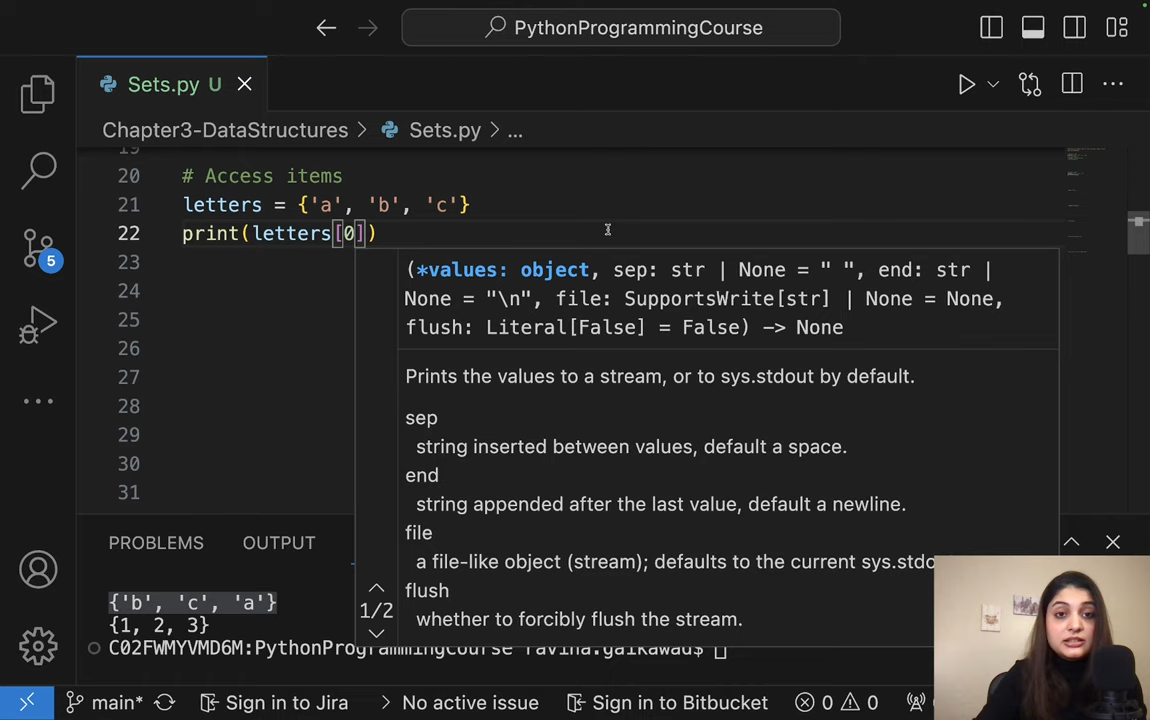 PythonProgrammingCourse
Sets.py U
Chapter3-DataStructures > Sets.py > ...
19
20 # Access items
21 letters = {'a', 'b', 'c'}
22 print(letters[0])
23
24
25
26
27
28
29
30
31
(*values: object, sep: str | None = " ", end: str |
None = "\n", file: SupportsWrite[str] | None = None,
flush: Literal[False] = False) -> None
Prints the values to a stream, or to sys.stdout by default.
sep
string inserted between values, default a space.
end
string appended after the last value, default a newline.
file
a file-like object (stream); defaults to the current
flush
whether to forcibly flush the stream.
1/2
5
PROBLEMS OUTPUT
{'b', 'c', 'a'}
{1, 2, 3}
C02FWMYVMD6M:PythonProgrammingCourse ravina.gaikawad$
main* Sign in to Jira > No active issue Sign in to Bitbucket 0 0